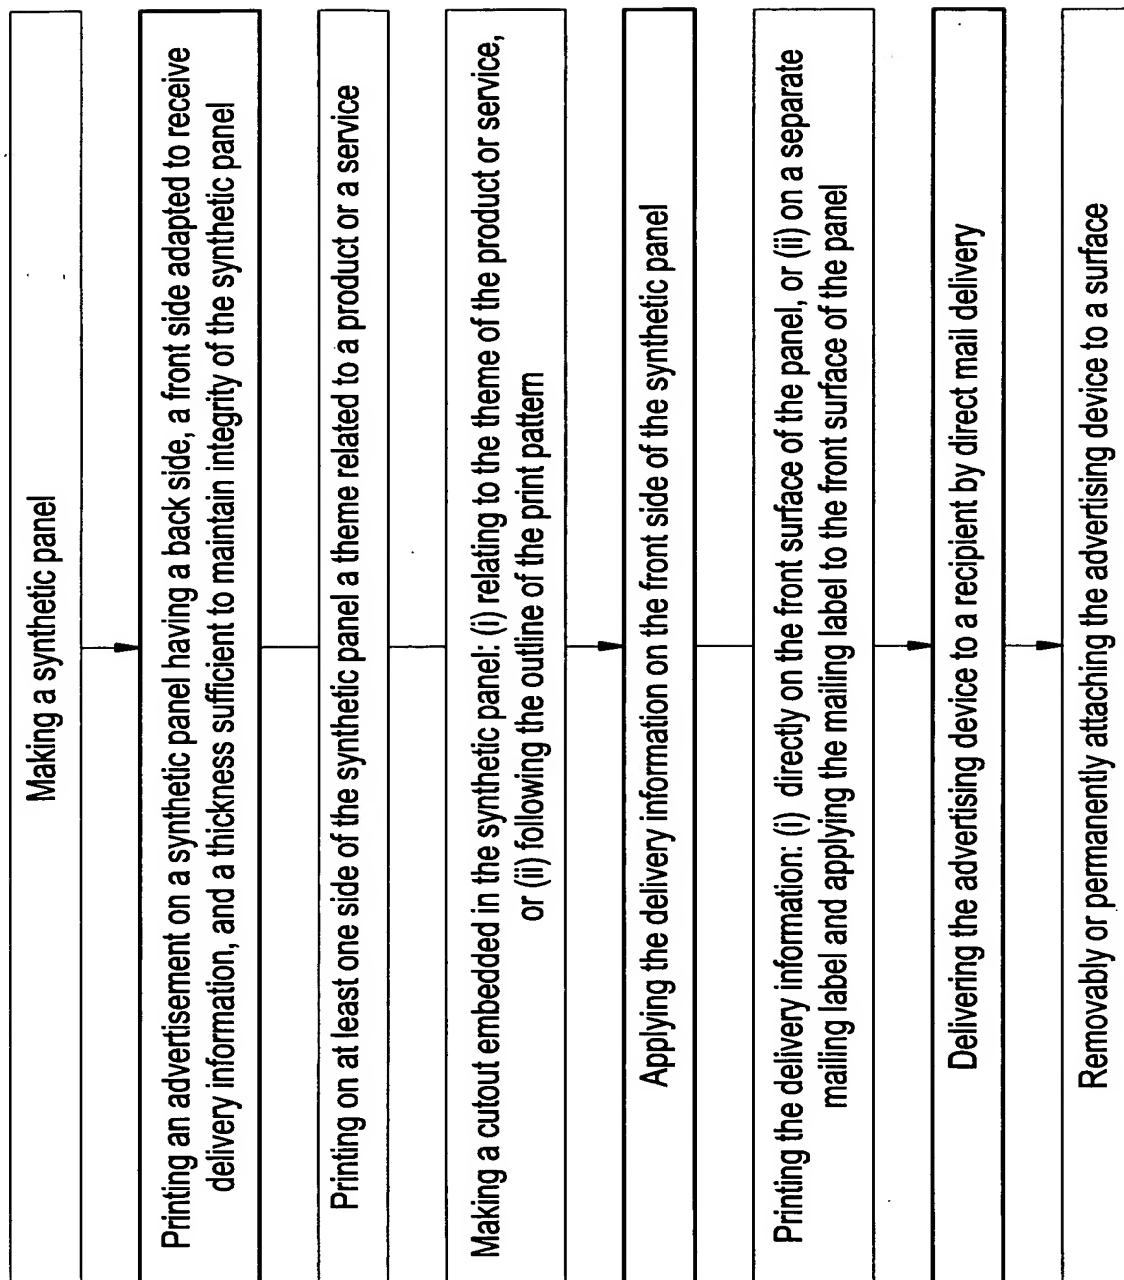 Making a synthetic panel
Printing an advertisement on a synthetic panel having a back side, a front side adapted to receive
delivery information, and a thickness sufficient to maintain integrity of the synthetic panel
Printing on at least one side of the synthetic panel a theme related to a product or a service
Making a cutout embedded in the synthetic panel: (i) relating to the theme of the product or service,
or (ii) following the outline of the print pattern
Applying the delivery information on the front side of the synthetic panel
Printing the delivery information: (i) directly on the front surface of the panel, or (ii) on a separate
mailing label and applying the mailing label to the front surface of the panel
Delivering the advertising device to a recipient by direct mail delivery
Removably or permanently attaching the advertising device to a surface